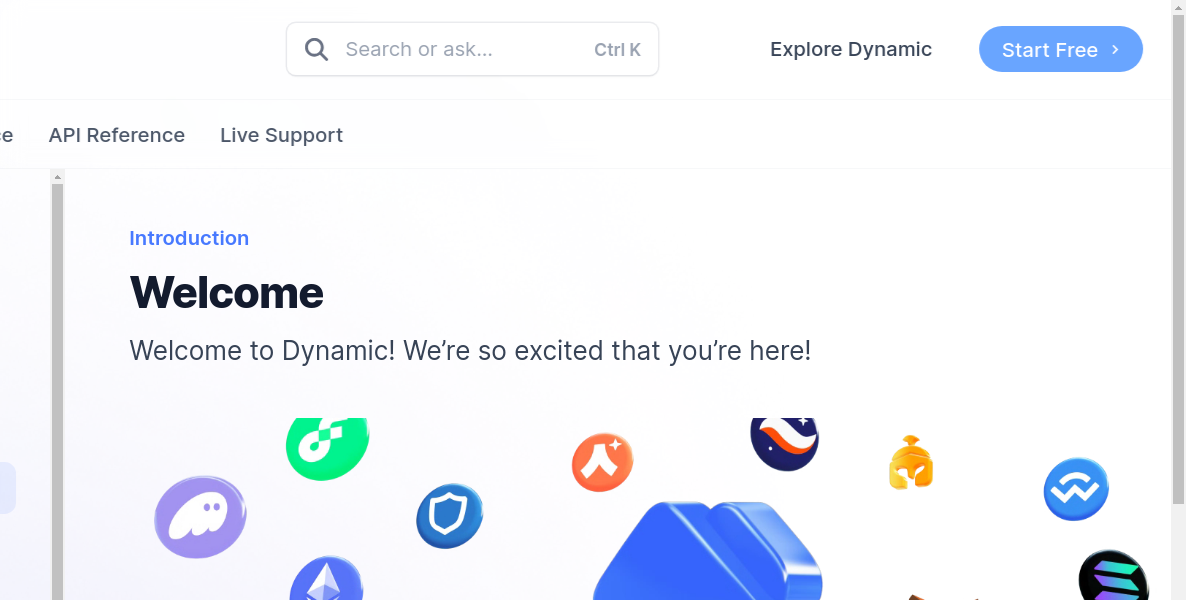 Search or ask...
Ctrl K
Explore Dynamic
Start Free
API Reference
Live Support
Introduction
Welcome
Welcome to Dynamic! We’re so excited that you’re here!